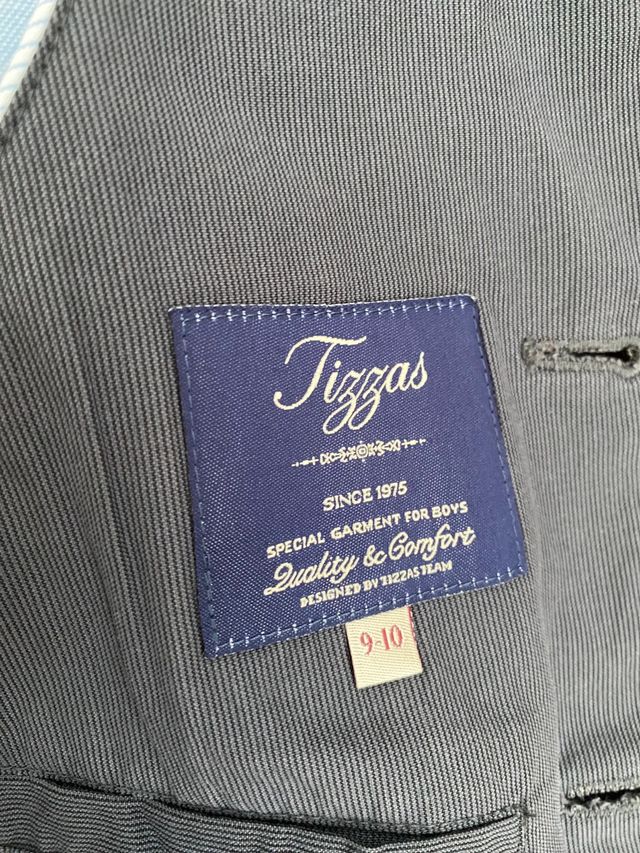 Tizzas
SINCE 1975
SPECIAL GARMENT FOR BOYS
Quality & Comfort
DESIGNED BY TIZZAS TEAM
9-10